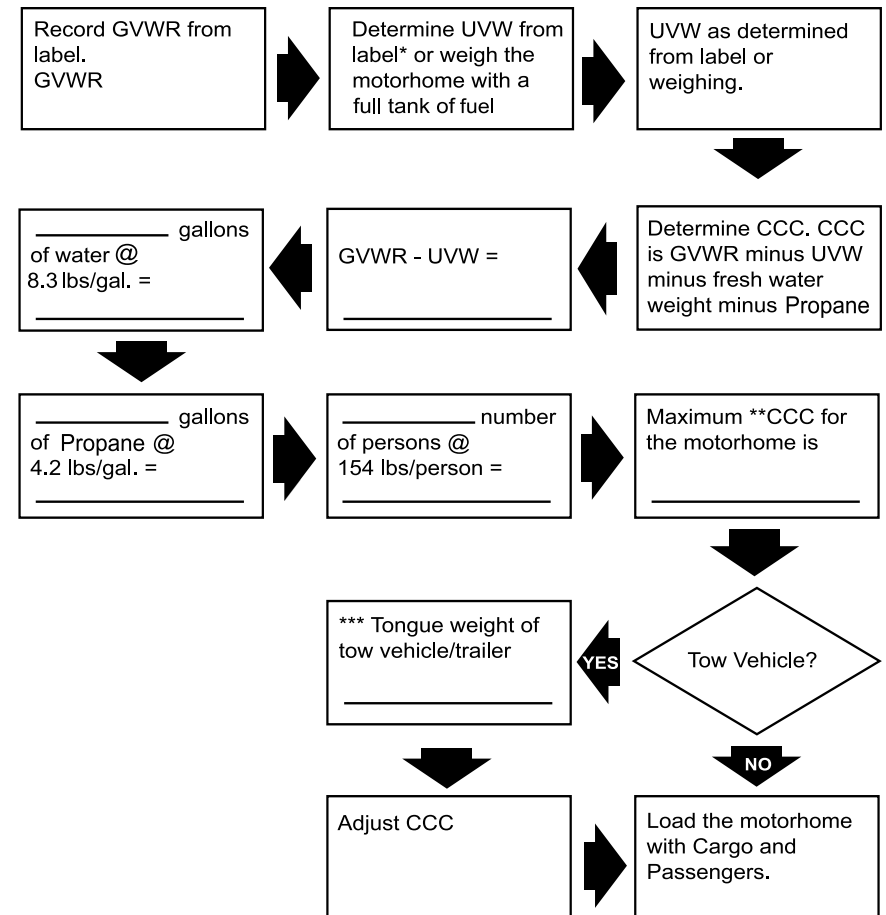 Record GVWR from
label.
GVWR
Determine UVW from
label* or weigh the
motorhome with a
full tank of fuel
UVW as determined
from label or
weighing.
Determine CCC. CCC
is GVWR minus UVW
minus fresh water
weight minus Propane
GVWR - UVW =
gallons
of water @
8.3 lbs/gal. =
gallons
of Propane @
4.2 lbs/gal. =
number
of persons @
154 lbs/person =
Maximum **CCC for
the motorhome is
Tow Vehicle?
YES
*** Tongue weight of
tow vehicle/trailer
NO
Adjust CCC
Load the motorhome
with Cargo and
Passengers.